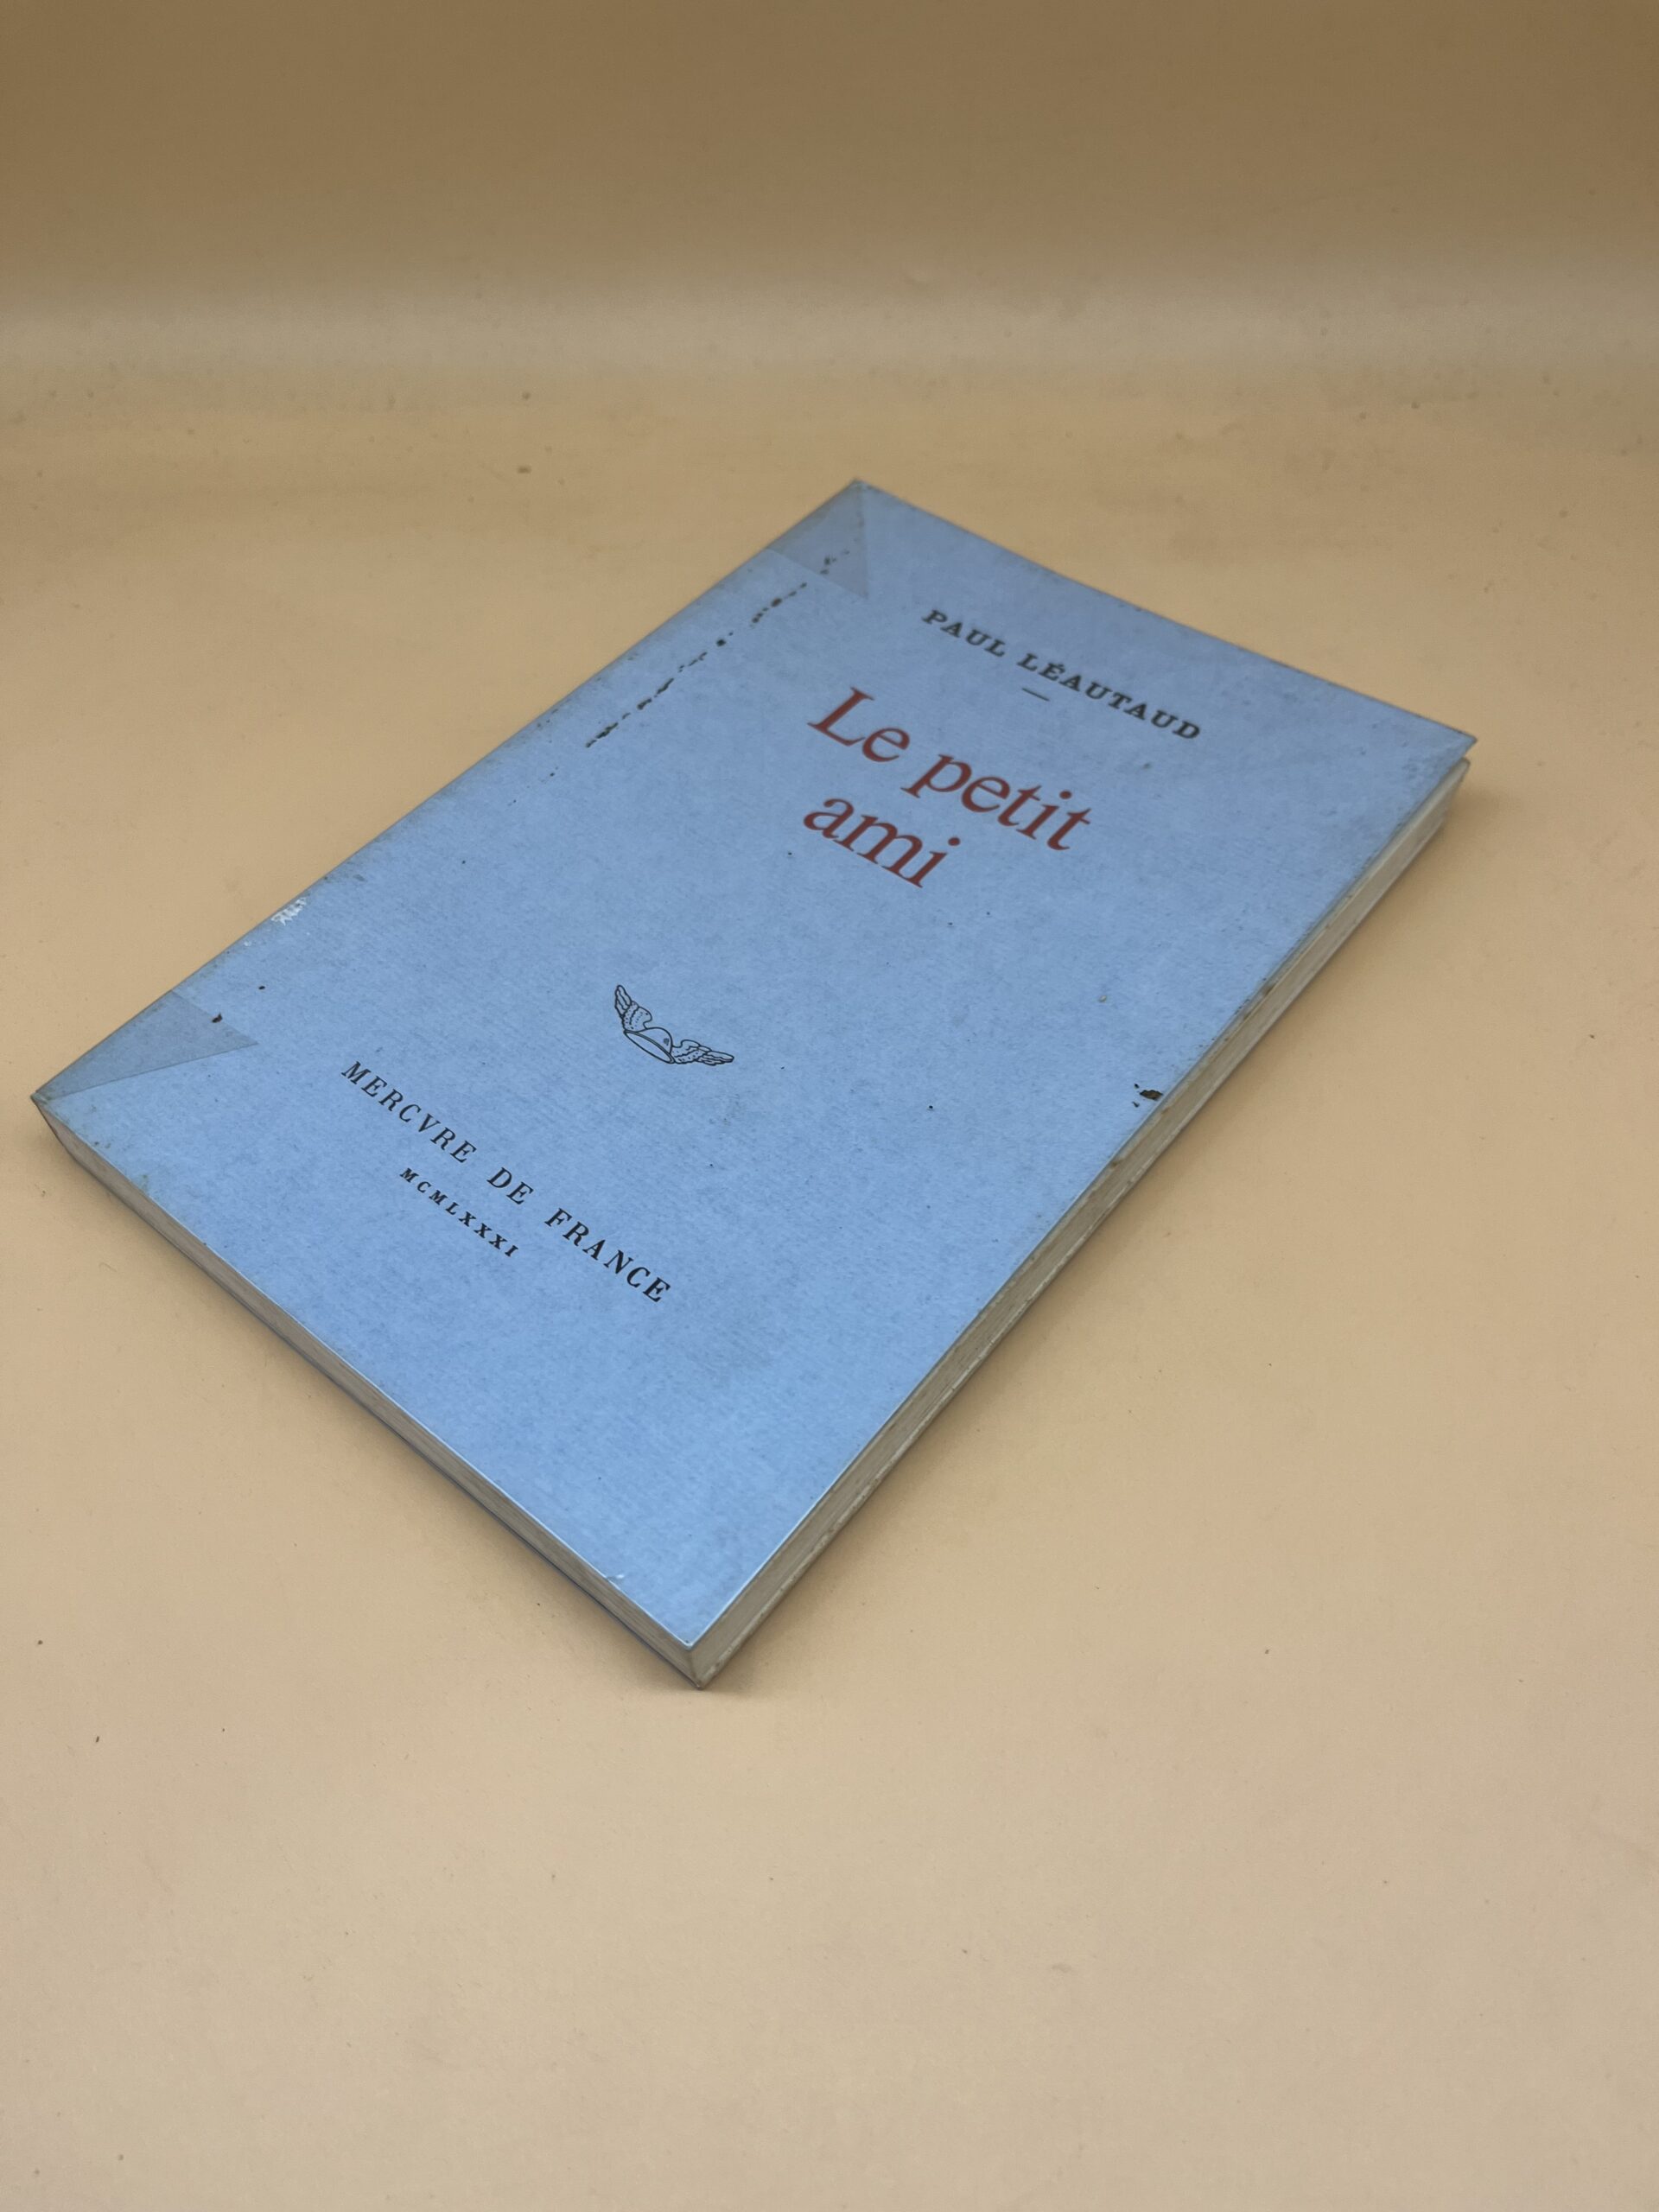 PAUL LÉAUTAUD
Le petit
ami
MERCVRE DE FRANCE
MCMLXXXI